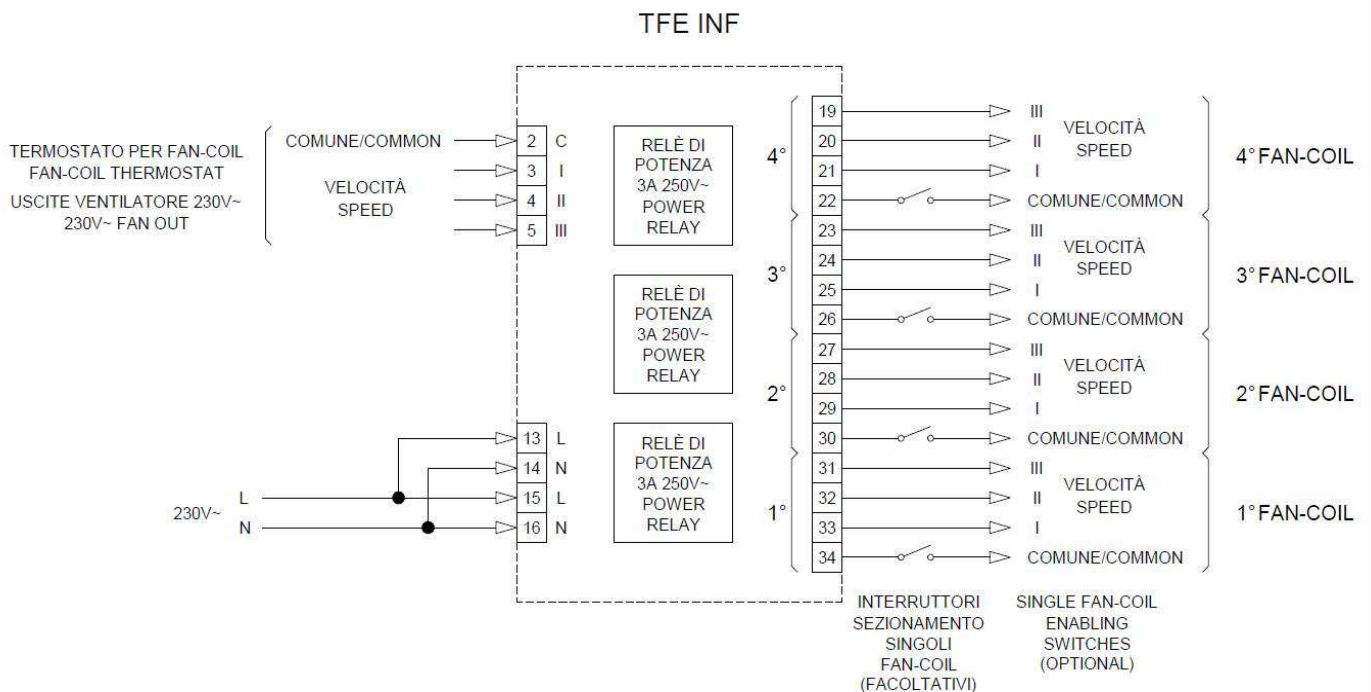 TFE INF
TERMOSTATO PER FAN-COIL
FAN-COIL THERMOSTAT
USCITE VENTILATORE 230V~
230V~ FAN OUT
COMUNE/COMMON
VELOCITÀ
SPEED
2 C
3 I
4 II
5 III
RELÈ DI
POTENZA
3A 250V~
POWER
RELAY
RELÈ DI
POTENZA
3A 250V~
POWER
RELAY
RELÈ DI
POTENZA
3A 250V~
POWER
RELAY
230V~
L
N
13 L
14 N
15 L
16 N
4°
19 III
20 II
21 I
22 COMUNE/COMMON
VELOCITÀ
SPEED
4° FAN-COIL
3°
23 III
24 II
25 I
26 COMUNE/COMMON
VELOCITÀ
SPEED
3° FAN-COIL
2°
27 III
28 II
29 I
30 COMUNE/COMMON
VELOCITÀ
SPEED
2° FAN-COIL
1°
31 III
32 II
33 I
34 COMUNE/COMMON
VELOCITÀ
SPEED
1° FAN-COIL
INTERRUTTORI
SEZIONAMENTO
SINGOLI
FAN-COIL
(FACOLTATIVI)
SINGLE FAN-COIL
ENABLING
SWITCHES
(OPTIONAL)